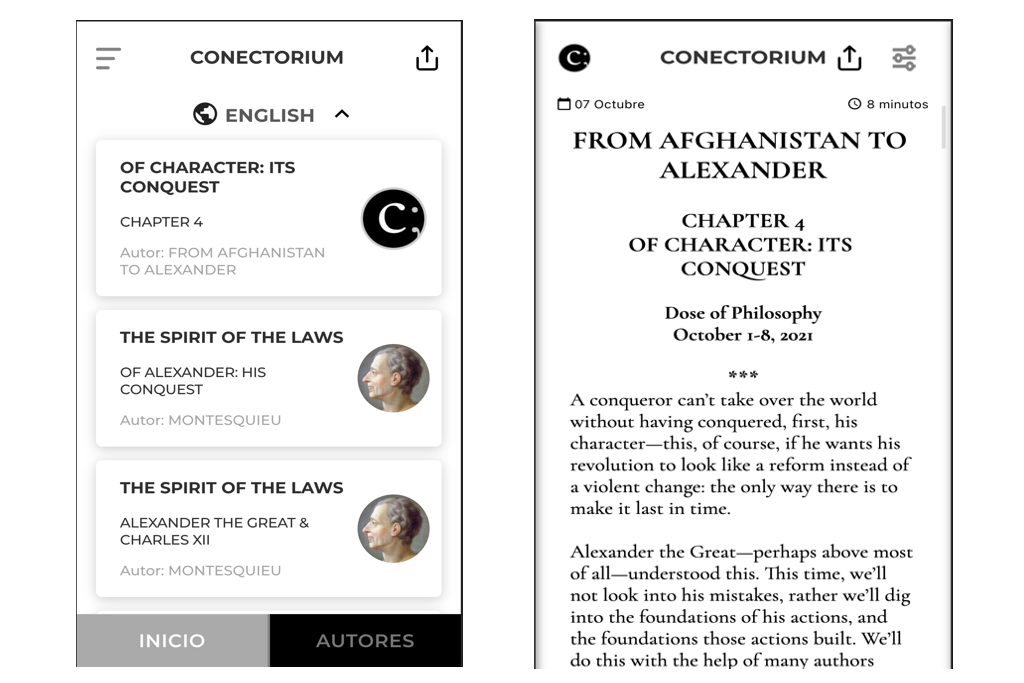 CONECTORIUM
ENGLISH
OF CHARACTER: ITS
CONQUEST
CHAPTER 4
Autor: FROM AFGHANISTAN
TO ALEXANDER
C:
THE SPIRIT OF THE LAWS
OF ALEXANDER: HIS
CONQUEST
Autor: MONTESQUIEU
THE SPIRIT OF THE LAWS
ALEXANDER THE GREAT &
CHARLES XII
Autor: MONTESQUIEU
INICIO
AUTORES
C:
CONECTORIUM
07 Octubre
8 minutos
FROM AFGHANISTAN TO
ALEXANDER
CHAPTER 4
OF CHARACTER: ITS
CONQUEST
Dose of Philosophy
October 1-8, 2021
***
A conqueror can't take over the world
without having conquered, first, his
character—this, of course, if he wants his
revolution to look like a reform instead of
a violent change: the only way there is to
make it last in time.
Alexander the Great—perhaps above most
of all—understood this. This time, we'll
not look into his mistakes, rather we'll dig
into the foundations of his actions, and
the foundations those actions built. We'll
do this with the help of many authors